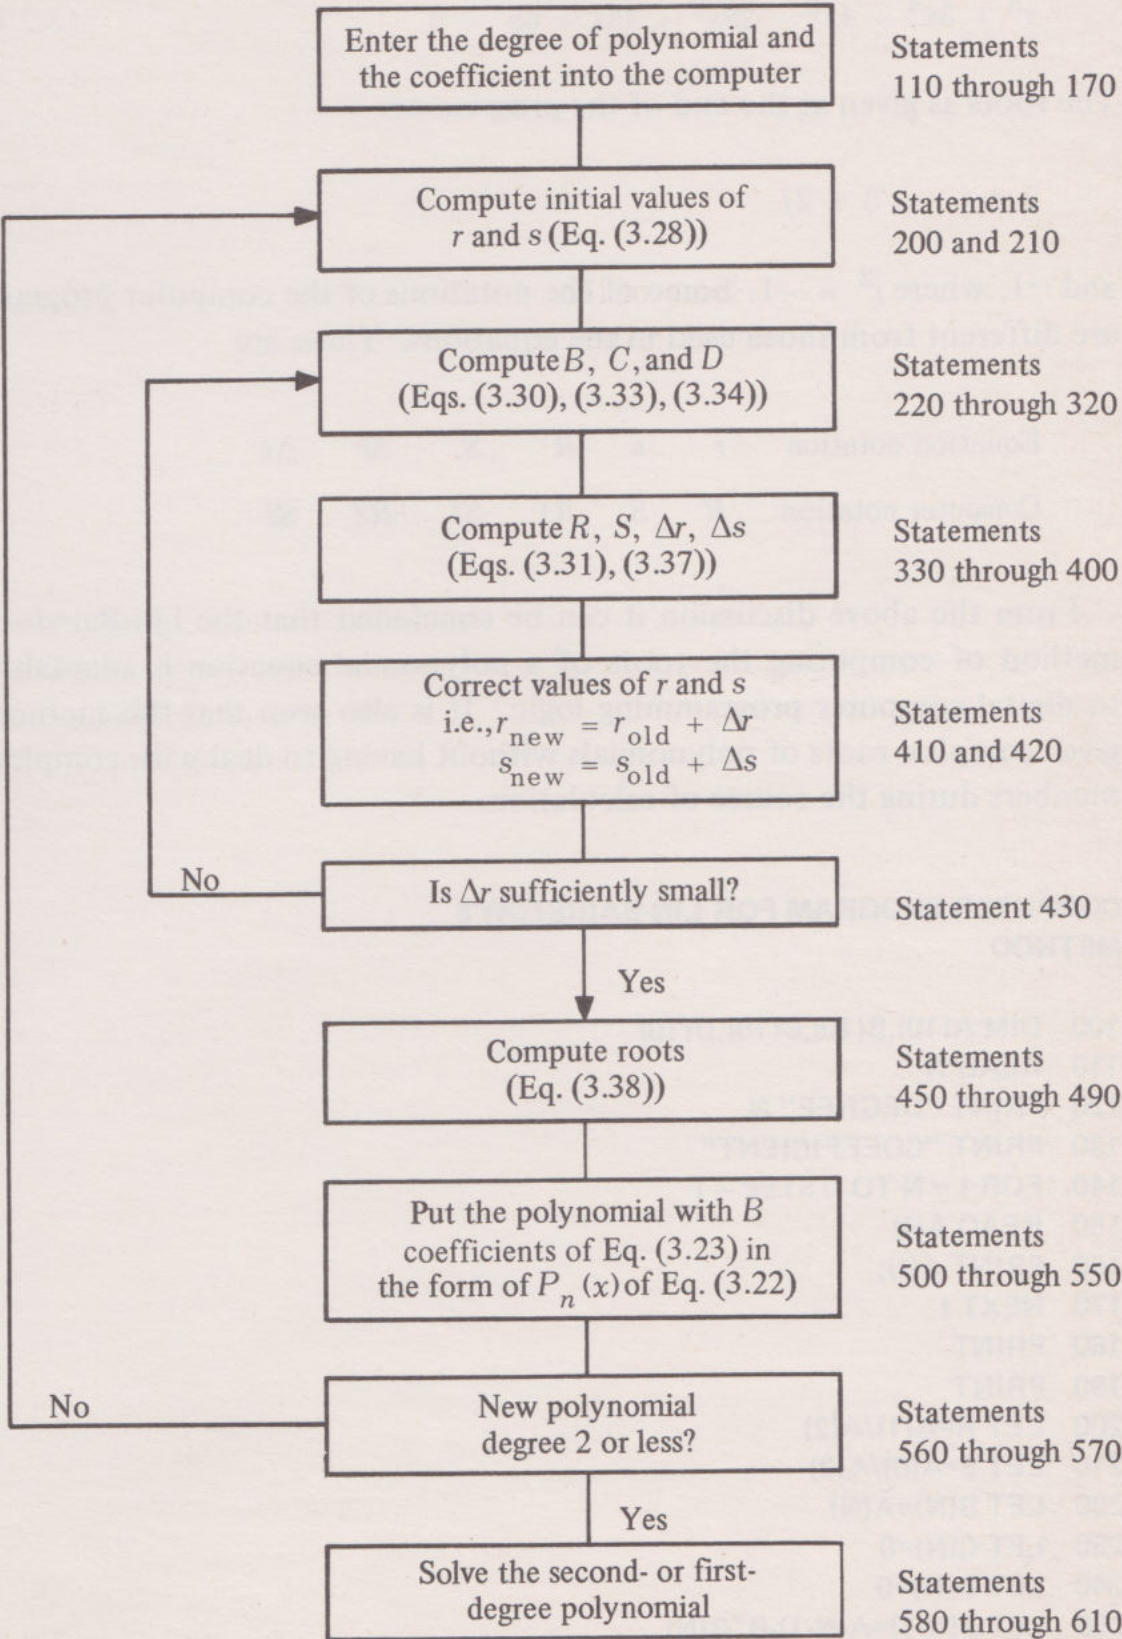 Enter the degree of polynomial and
the coefficient into the computer
Statements
110 through 170
Compute initial values of
r and s (Eq. (3.28))
Statements
200 and 210
Compute B, C, and D
(Eqs. (3.30), (3.33), (3.34))
Statements
220 through 320
Compute R, S, Δr, Δs
(Eqs. (3.31), (3.37))
Statements
330 through 400
Correct values of r and s
i.e., r_new = r_old + Δr
s_new = s_old + Δs
Statements
410 and 420
No
Is Δr sufficiently small?
Statement 430
Yes
Compute roots
(Eq. (3.38))
Statements
450 through 490
Put the polynomial with B
coefficients of Eq. (3.23) in
the form of P_n (x) of Eq. (3.22)
Statements
500 through 550
No
New polynomial
degree 2 or less?
Statements
560 through 570
Yes
Solve the second- or first-
degree polynomial
Statements
580 through 610